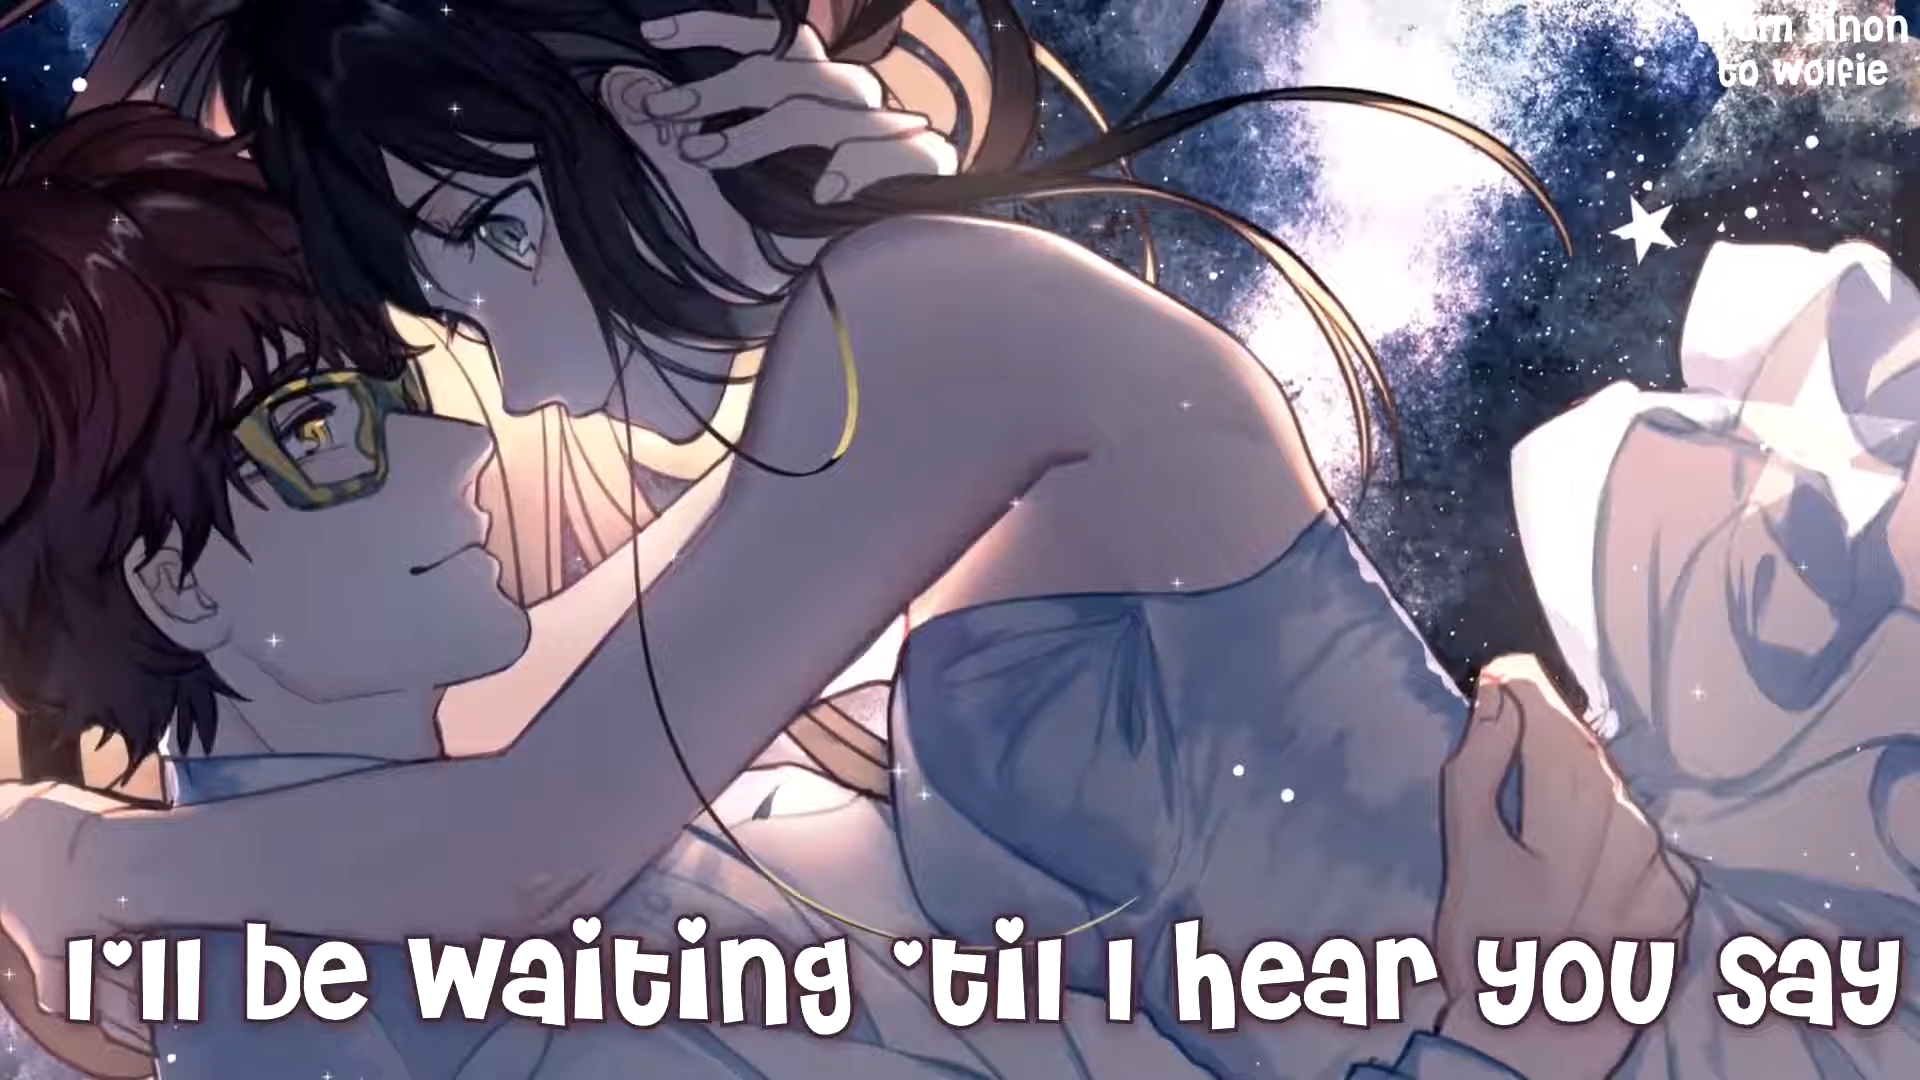 sinon
to wolfie
I'll be waiting 'til I hear you say